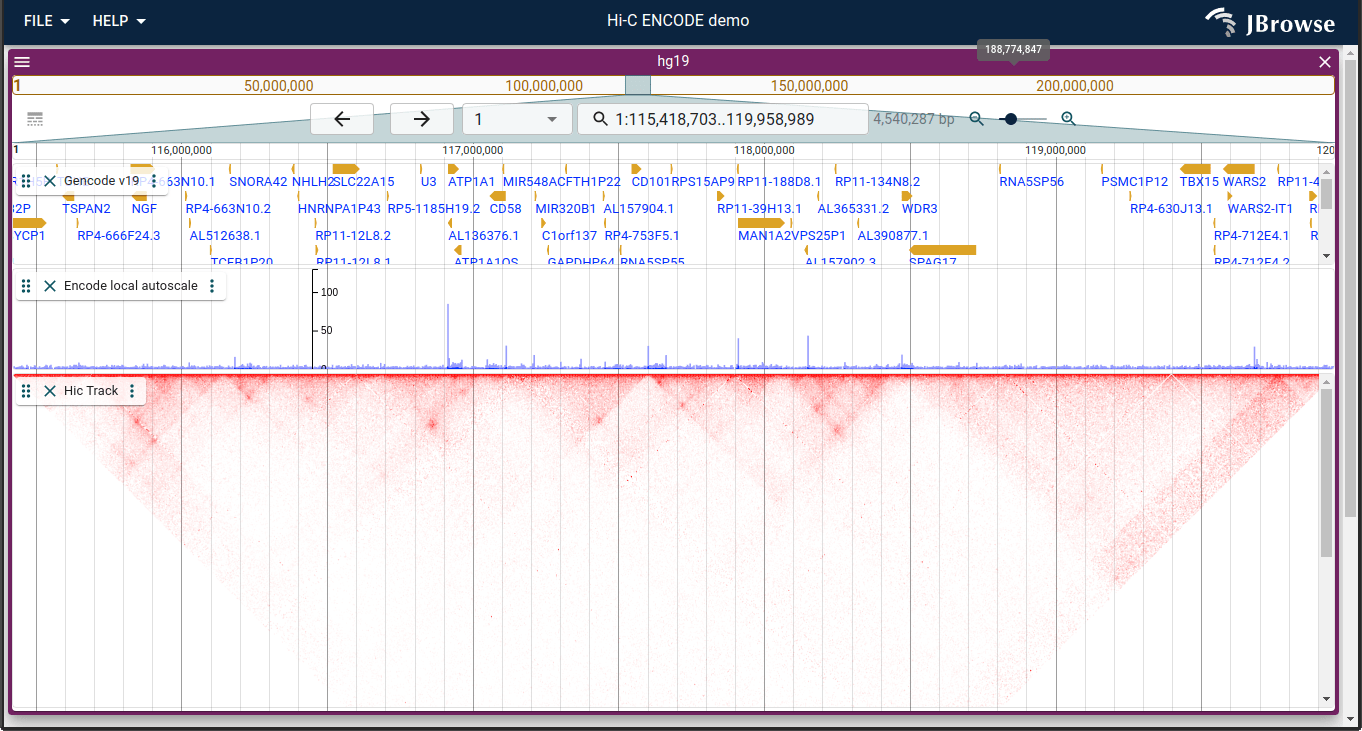 FILE HELP Hi-C ENCODE demo JBrowse
188,774,847
hg19
1 50,000,000 100,000,000 150,000,000 200,000,000
1 1:115,418,703..119,958,989 4,540,287 bp
1 116,000,000 117,000,000 118,000,000 119,000,000 120
Gencode v19 663N10.1 SNORA42 NHLH2 SLC22A15 U3 ATP1A1 MIR548AC FTH1P22 CD101 RPS15AP9 RP11-188D8.1 RP11-134N8.2 RNA5SP56 PSMC1P12 TBX15 WARS2 RP11-4
2P TSPAN2 NGF RP4-663N10.2 HNRNPA1P43 RP5-1185H19.2 CD58 MIR320B1 AL157904.1 RP11-39H13.1 AL365331.2 WDR3 RP4-630J13.1 WARS2-IT1
YCP1 RP4-666F24.3 AL512638.1 RP11-12L8.2 AL136376.1 C1orf137 RP4-753F5.1 MAN1A2 VPS25P1 AL390877.1 RP4-712E4.1
TCEB1P20 RP11-12L8.1 ATP1A1OS GAPDHP64 RNA5SP55 AL157902.3 SPAG17 RP4-712E4.2
Encode local autoscale
100
50
0
Hic Track